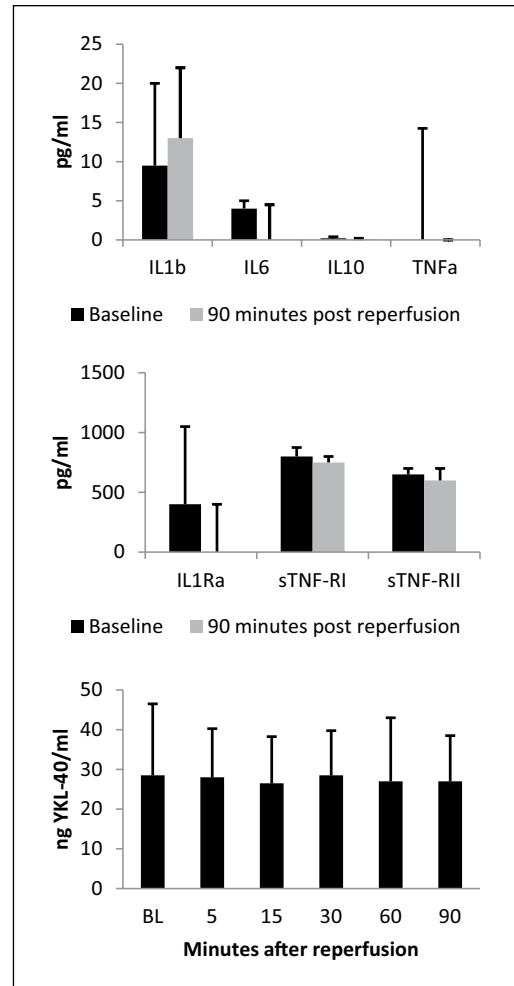 25
20
15
10
5
0
pg/ml
IL1b IL6 IL10 TNFa
Baseline 90 minutes post reperfusion
1500
1000
500
0
pg/ml
IL1Ra sTNF-RI sTNF-RII
Baseline 90 minutes post reperfusion
50
40
30
20
10
0
ng YKL-40/ml
BL 5 15 30 60 90
Minutes after reperfusion